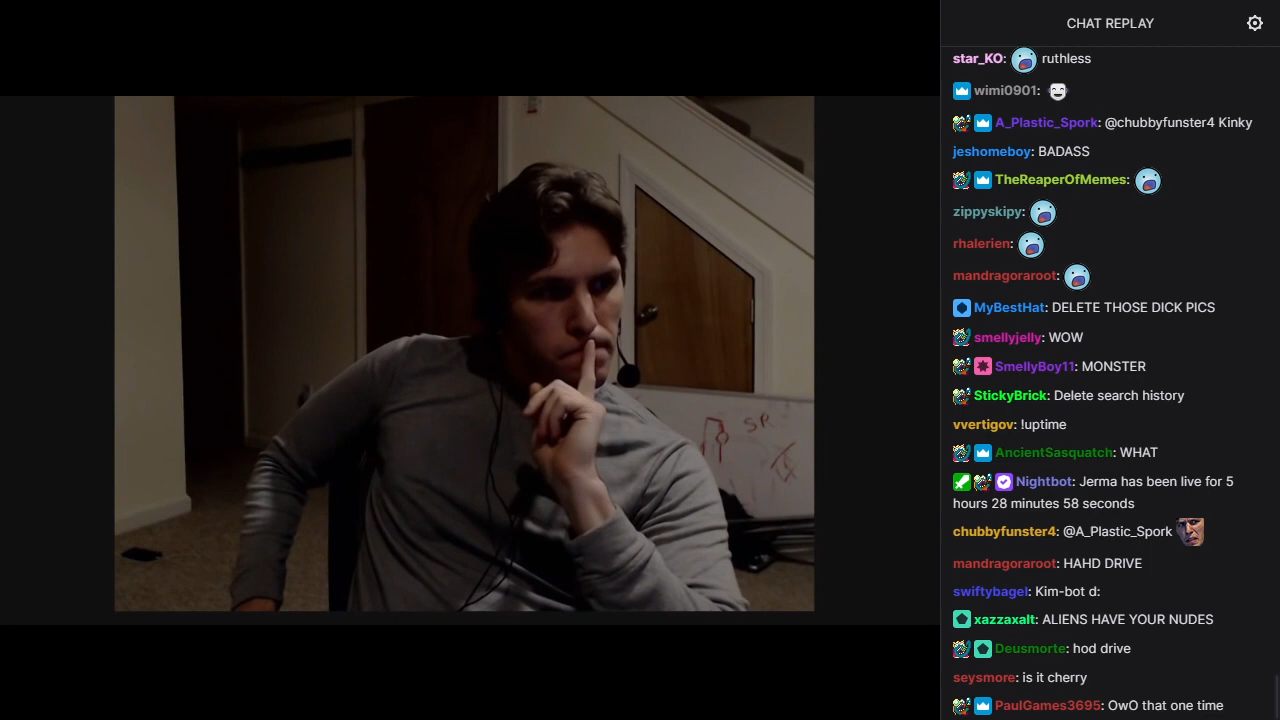 CHAT REPLAY
star_KO: ruthless
wimi0901:
A_Plastic_Spork: @chubbyfunster4 Kinky
jeshomeboy: BADASS
TheReaperOfMemes:
zippyskipy:
rhalerien:
mandragoraroot:
MyBestHat: DELETE THOSE DICK PICS
smellyjelly: WOW
SmellyBoy11: MONSTER
StickyBrick: Delete search history
vvertigov: !uptime
AncientSasquatch: WHAT
Nightbot: Jerma has been live for 5
hours 28 minutes 58 seconds
chubbyfunster4: @A_Plastic_Spork
mandragoraroot: HAHD DRIVE
swiftybagel: Kim-bot d:
xazzaxalt: ALIENS HAVE YOUR NUDES
Deusmorte: hod drive
seysmore: is it cherry
PaulGames3695: OwO that one time